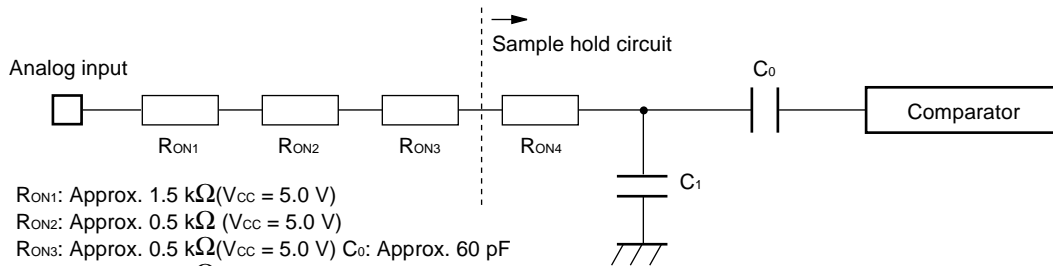 Sample hold circuit
Analog input
C0
Comparator
RON1 RON2 RON3 RON4
C1
RON1: Approx. 1.5 kΩ(VCC = 5.0 V)
RON2: Approx. 0.5 kΩ (VCC = 5.0 V)
RON3: Approx. 0.5 kΩ(VCC = 5.0 V) C0: Approx. 60 pF